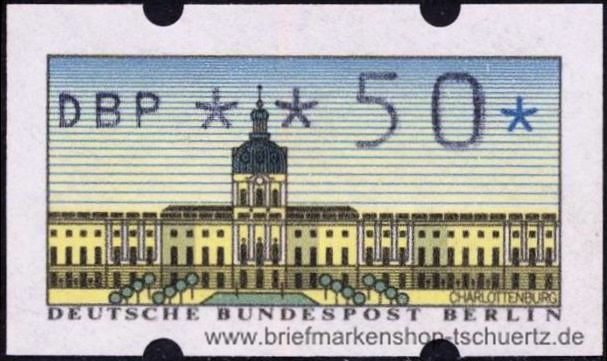 DBP * * 50*
CHARLOTTENBURG
DEUTSCHE BUNDESPOST BERLIN
www.briefmarkenshop-tschuertz.de